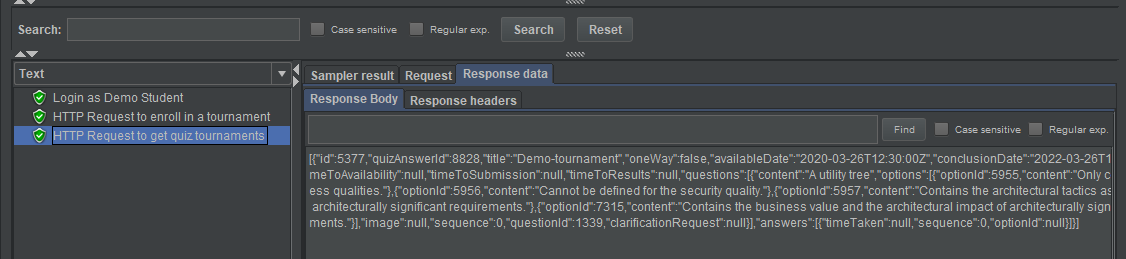 Search:
Case sensitive
Regular exp.
Search
Reset
Text
Login as Demo Student
HTTP Request to enroll in a tournament
HTTP Request to get quiz tournaments
Sampler result
Request
Response data
Response Body
Response headers
Find
Case sensitive
Regular exp.
[{"id":5377,"quizAnswerId":8828,"title":"Demo-tournament","oneWay":false,"availableDate":"2020-03-26T12:30:00Z","conclusionDate":"2022-03-26T1
meToAvailability":null,"timeToSubmission":null,"timeToResults":null,"questions":[{"content":"A utility tree","options":[{"optionId":5955,"content":"Only c
ess qualities."},{"optionId":5956,"content":"Cannot be defined for the security quality."},{"optionId":5957,"content":"Contains the architectural tactics as
architecturally significant requirements."},{"optionId":7315,"content":"Contains the business value and the architectural impact of architecturally sign
ments."}],"image":null,"sequence":0,"questionId":1339,"clarificationRequest":null}],"answers":[{"timeTaken":null,"sequence":0,"optionId":null}]}]